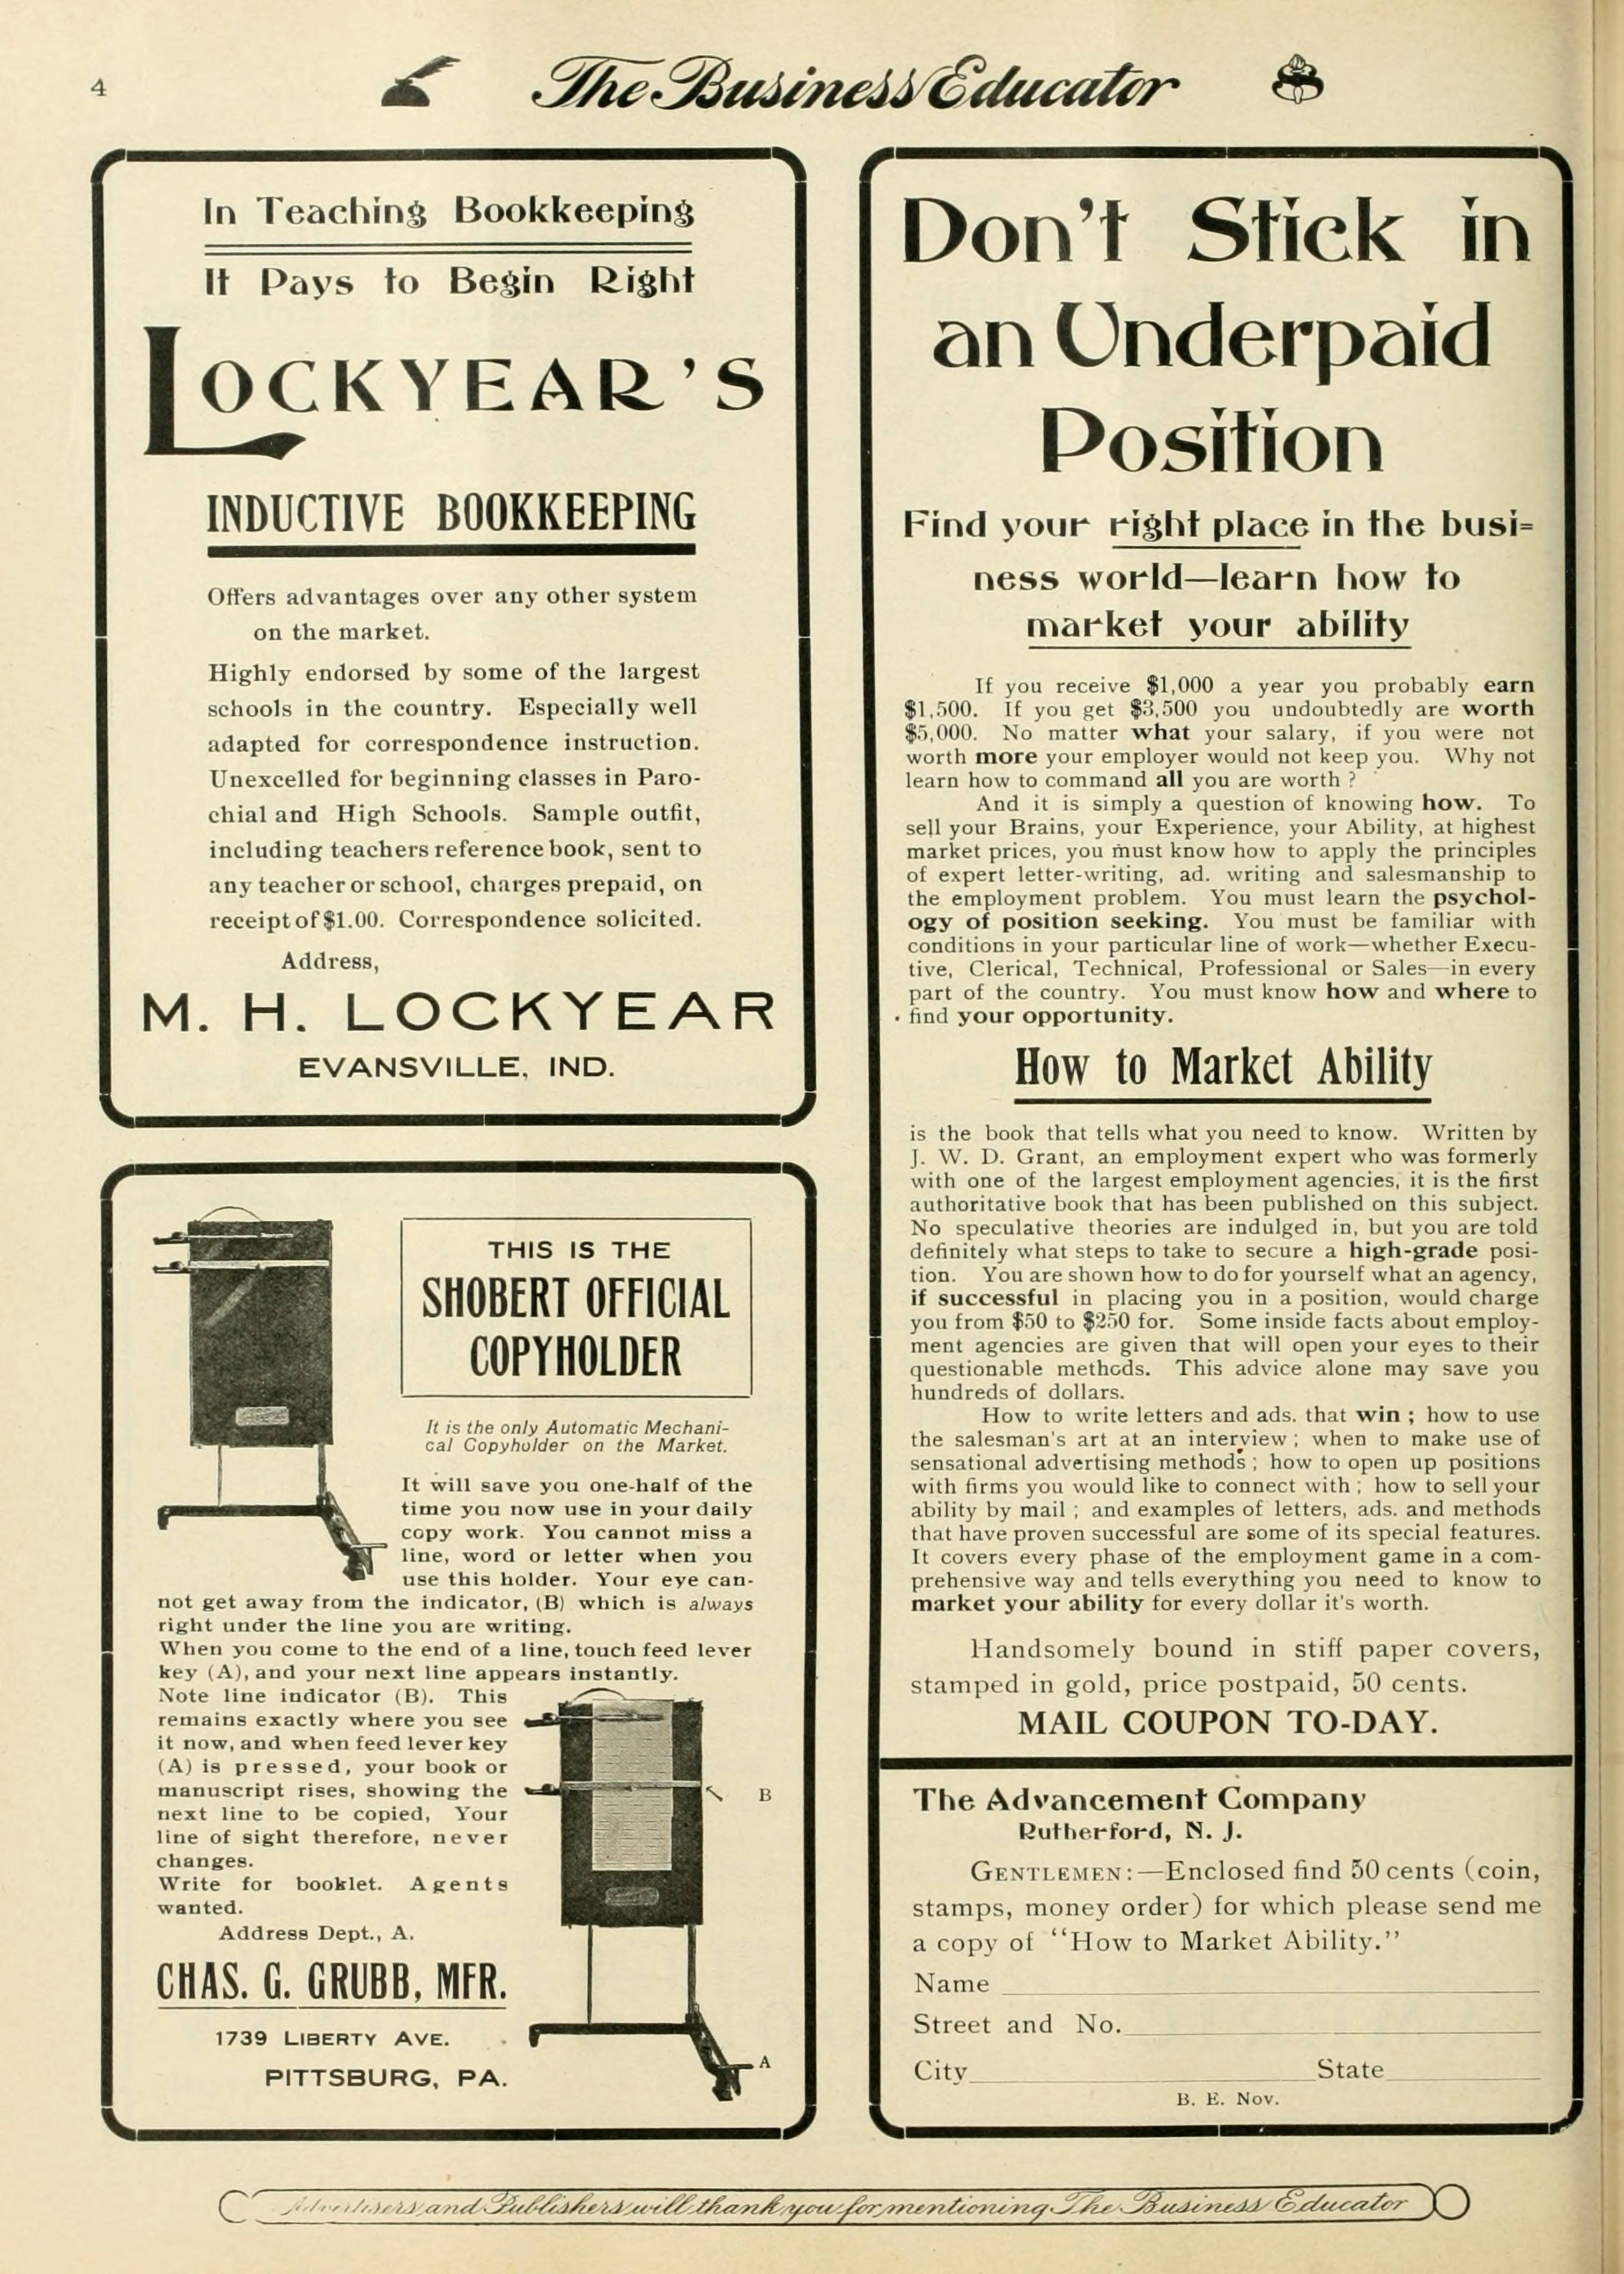 4
The Business Educator
In Teaching Bookkeeping
It Pays to Begin Right
LOCKYEAR'S
INDUCTIVE BOOKKEEPING
Offers advantages over any other system
on the market.
Highly endorsed by some of the largest
schools in the country. Especially well
adapted for correspondence instruction.
Unexcelled for beginning classes in Paro-
chial and High Schools. Sample outfit,
including teachers reference book, sent to
any teacher or school, charges prepaid, on
receipt of $1.00. Correspondence solicited.
Address,
M. H. LOCKYEAR
EVANSVILLE, IND.
THIS IS THE
SHOBERT OFFICIAL
COPYHOLDER
It is the only Automatic Mechani-
cal Copyholder on the Market.
It will save you one-half of the
time you now use in your daily
copy work. You cannot miss a
line, word or letter when you
use this holder. Your eye can-
not get away from the indicator, (B) which is always
right under the line you are writing.
When you come to the end of a line, touch feed lever
key (A), and your next line appears instantly.
Note line indicator (B). This
remains exactly where you see
it now, and when feed lever key
(A) is pressed, your book or
manuscript rises, showing the
next line to be copied, Your
line of sight therefore, never
changes.
Write for booklet. Agents
wanted.
Address Dept., A.
CHAS. G. GRUBB, MFR.
1739 LIBERTY AVE.
PITTSBURG, PA.
B
A
Don't Stick in
an Underpaid
Position
Find your right place in the busi=
ness world—learn how to
market your ability
If you receive $1,000 a year you probably earn
$1,500. If you get $3,500 you undoubtedly are worth
$5,000. No matter what your salary, if you were not
worth more your employer would not keep you. Why not
learn how to command all you are worth ?
And it is simply a question of knowing how. To
sell your Brains, your Experience, your Ability, at highest
market prices, you must know how to apply the principles
of expert letter-writing, ad. writing and salesmanship to
the employment problem. You must learn the psychol-
ogy of position seeking. You must be familiar with
conditions in your particular line of work—whether Execu-
tive, Clerical, Technical, Professional or Sales—in every
part of the country. You must know how and where to
find your opportunity.
How to Market Ability
is the book that tells what you need to know. Written by
J. W. D. Grant, an employment expert who was formerly
with one of the largest employment agencies, it is the first
authoritative book that has been published on this subject.
No speculative theories are indulged in, but you are told
definitely what steps to take to secure a high-grade posi-
tion. You are shown how to do for yourself what an agency,
if successful in placing you in a position, would charge
you from $50 to $250 for. Some inside facts about employ-
ment agencies are given that will open your eyes to their
questionable methods. This advice alone may save you
hundreds of dollars.
How to write letters and ads. that win ; how to use
the salesman's art at an interview ; when to make use of
sensational advertising methods ; how to open up positions
with firms you would like to connect with ; how to sell your
ability by mail ; and examples of letters, ads. and methods
that have proven successful are some of its special features.
It covers every phase of the employment game in a com-
prehensive way and tells everything you need to know to
market your ability for every dollar it's worth.
Handsomely bound in stiff paper covers,
stamped in gold, price postpaid, 50 cents.
MAIL COUPON TO-DAY.
The Advancement Company
Rutherford, N. J.
GENTLEMEN:—Enclosed find 50 cents (coin,
stamps, money order) for which please send me
a copy of "How to Market Ability."
Name
Street and No.
City State
B. E. Nov.
Advertisers and Publishers will thank you for mentioning The Business Educator